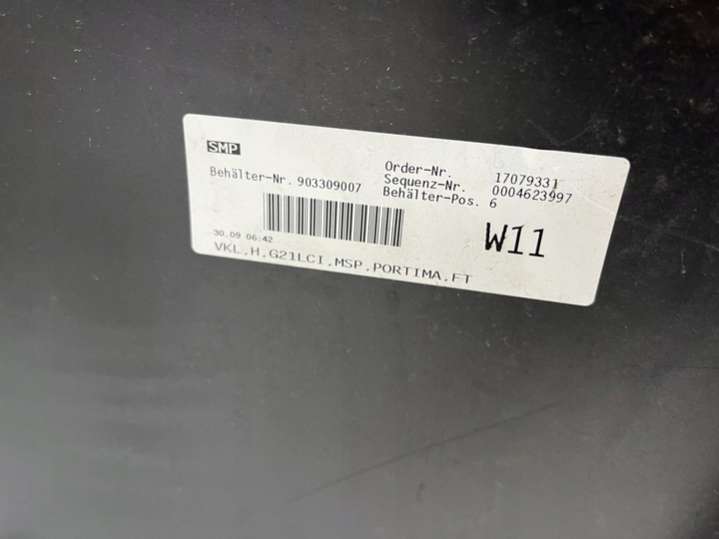 SMP
Behälter-Nr. 903309007
Order-Nr. 17079331
Sequenz-Nr. 0004623997
Behälter-Pos. 6
W11
30.09 06:42
VKL.H.G21LCI.MSP.PORTIMA.FT